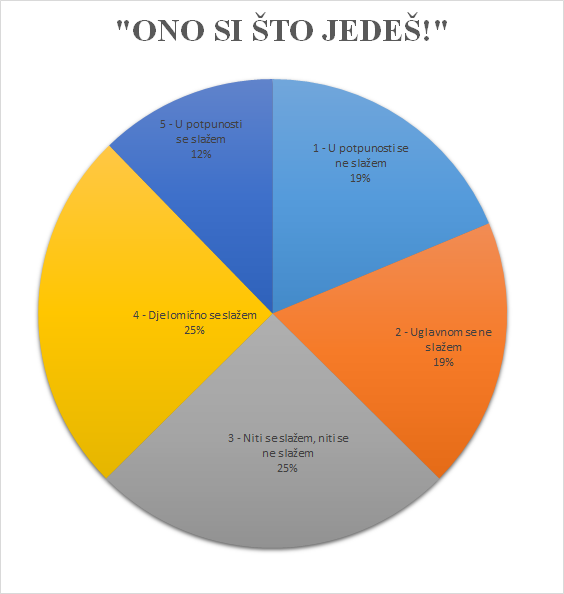 "ONO SI ŠTO JEDEŠ!"
5 - U potpunosti
se slažem
12%
1 - U potpunosti se
ne slažem
19%
4 - Djelomično se slažem
25%
2 - Uglavnom se ne
slažem
19%
3 - Niti se slažem, niti se
ne slažem
25%